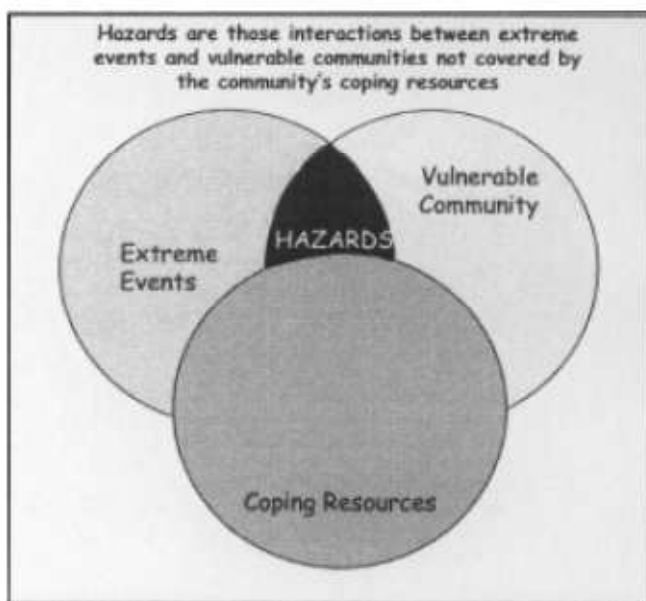 Hazards are those interactions between extreme
events and vulnerable communities not covered by
the community's coping resources
Vulnerable
Community
HAZARDS
Extreme
Events
Coping Resources